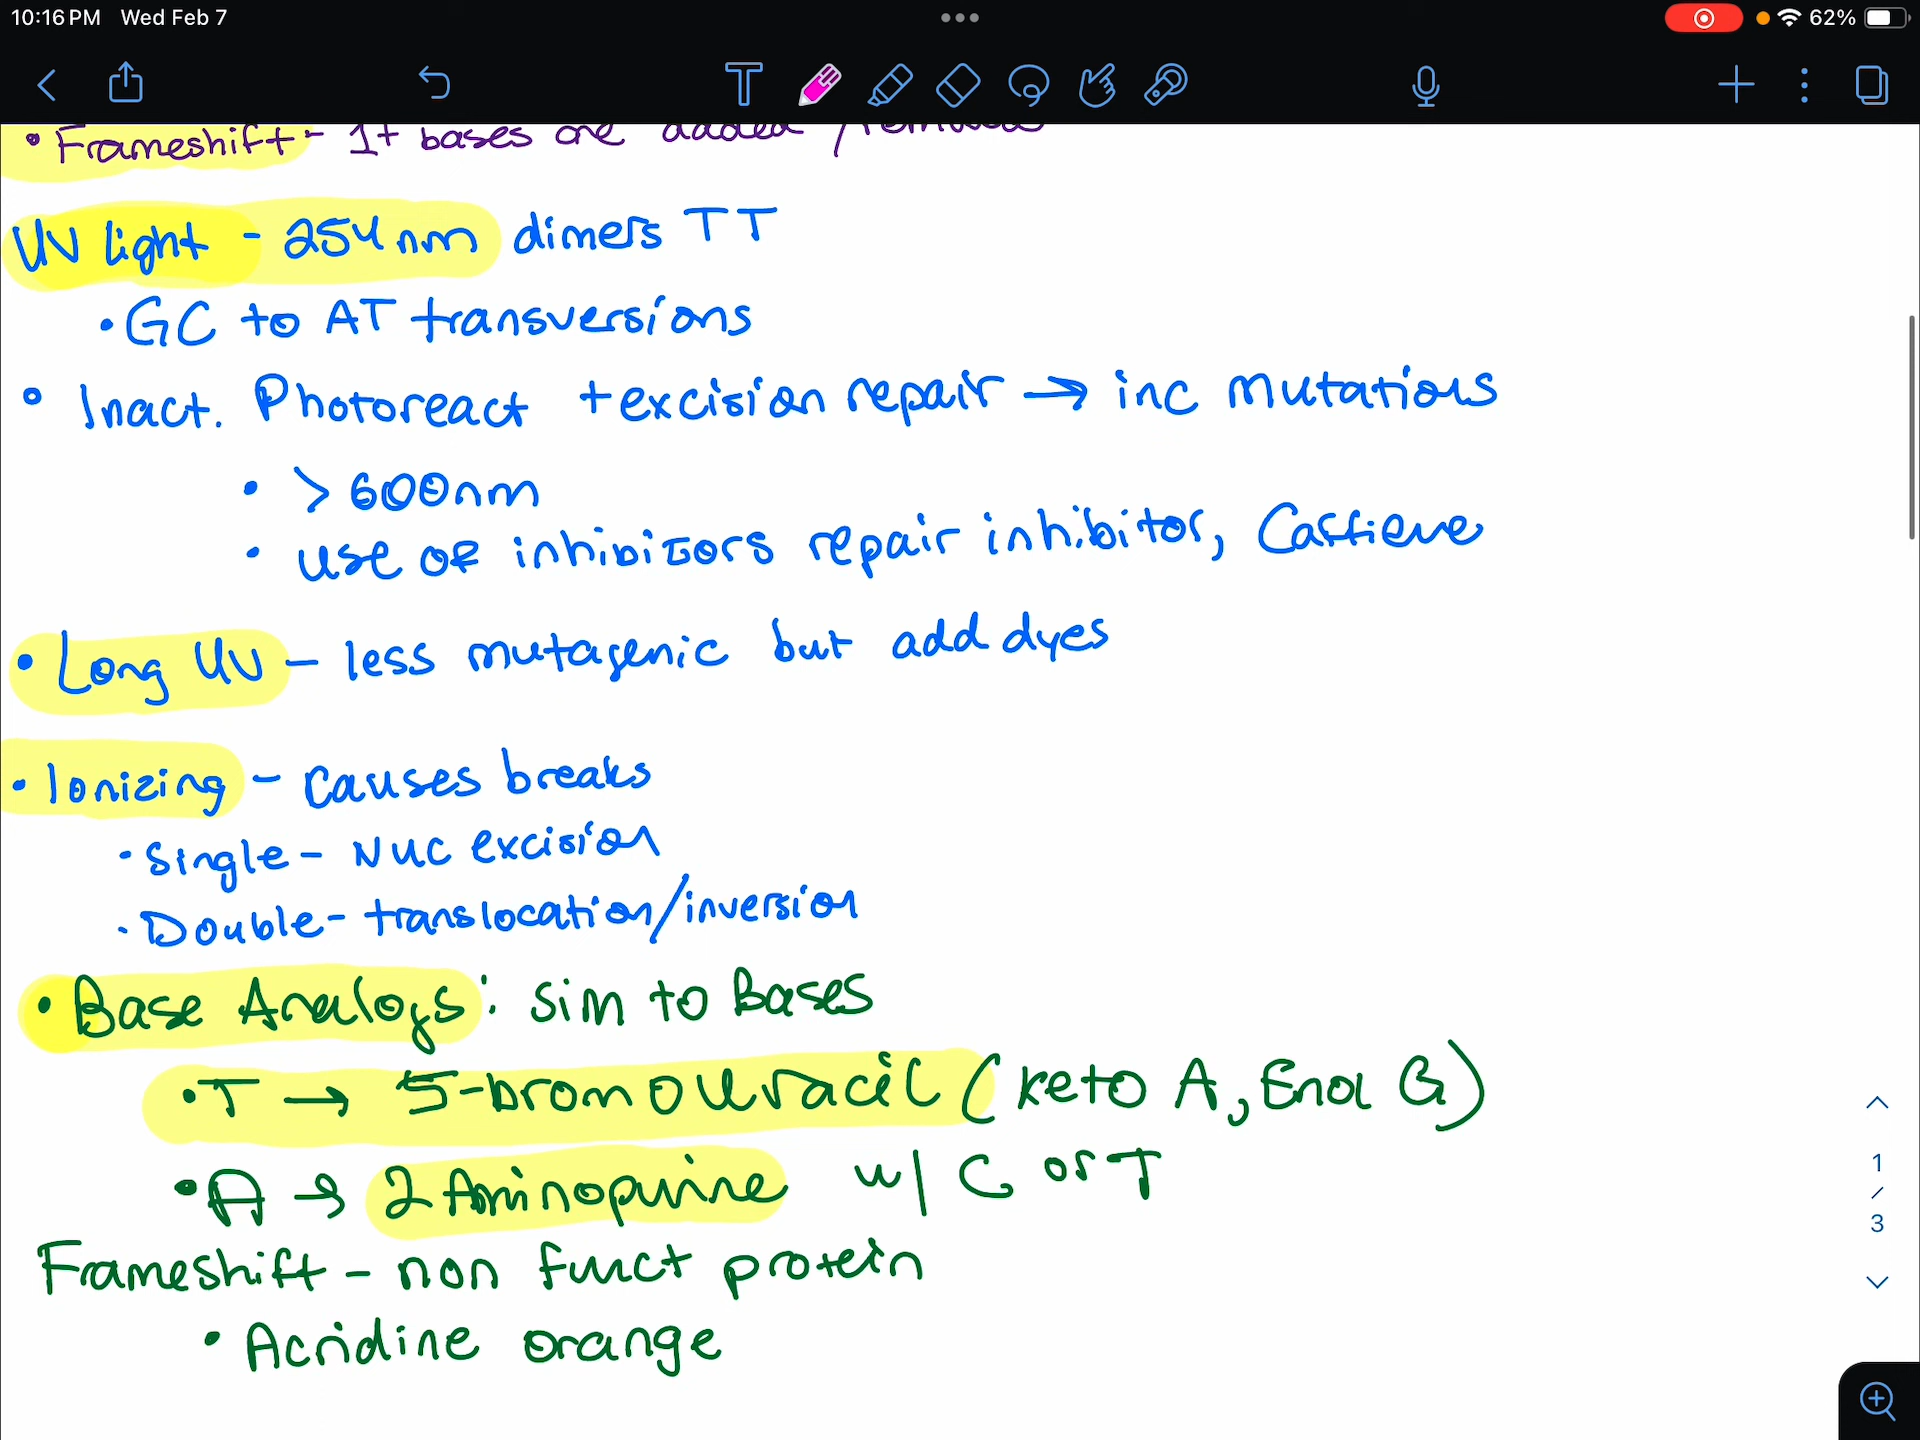 10:16 PM Wed Feb 7
62%
• Frameshift - 1+ bases are added / removed
UV light - 254nm dimers TT
• GC to AT transversions
• Inact. Photoreact + excision repair → inc mutations
• > 600nm
• use of inhibitors repair inhibitor, Caffiene
• Long UV - less mutagenic but add dyes
• Ionizing - causes breaks
• Single - Nuc excision
• Double - translocation/inversion
• Base Analogs: sim to Bases
• T → 5-bromouracil (keto A, Enol G)
• A → 2 Aminopurine w/ C or T
Frameshift - non funct protein
• Acridine orange
1
/
3